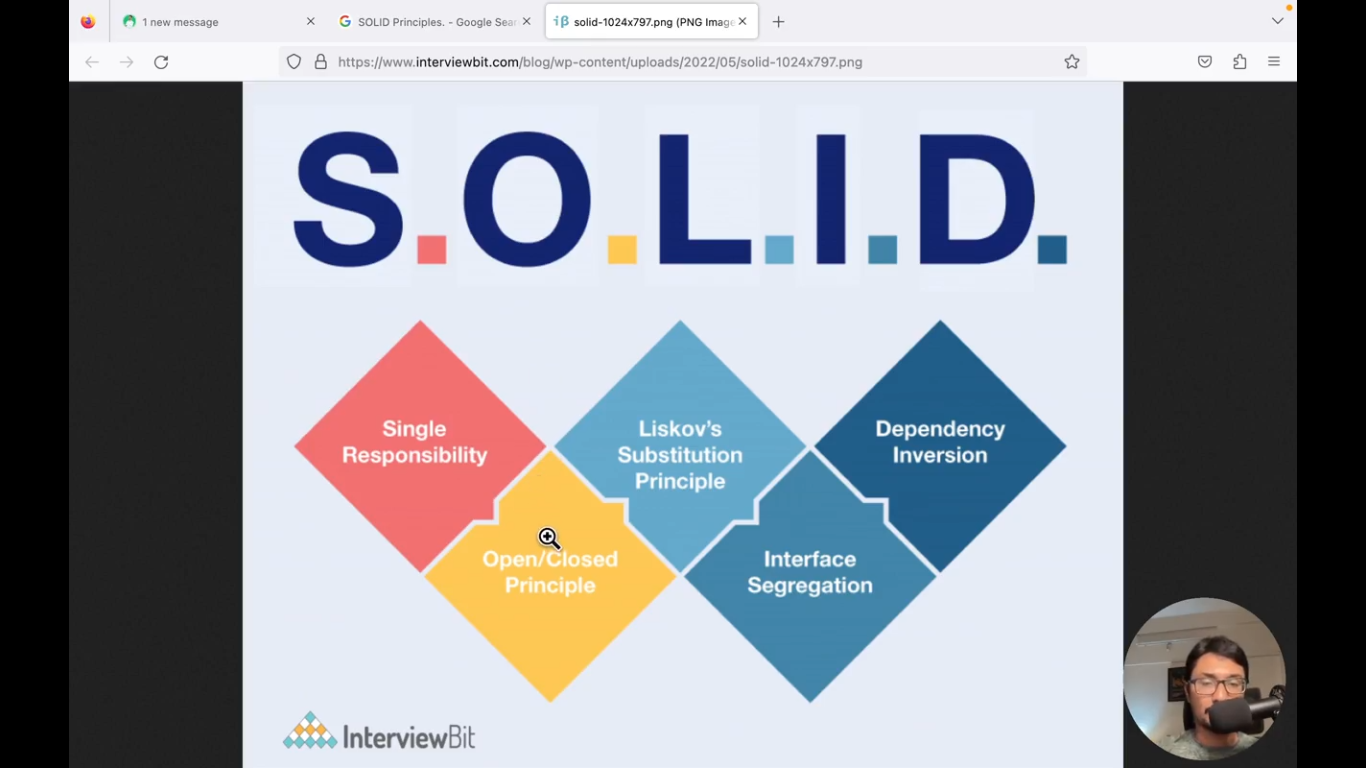 1 new message
SOLID Principles. - Google Sear
solid-1024x797.png (PNG Image
https://www.interviewbit.com/blog/wp-content/uploads/2022/05/solid-1024x797.png
S.O.L.I.D.
Single
Responsibility
Liskov's
Substitution
Principle
Dependency
Inversion
Open/Closed
Principle
Interface
Segregation
InterviewBit